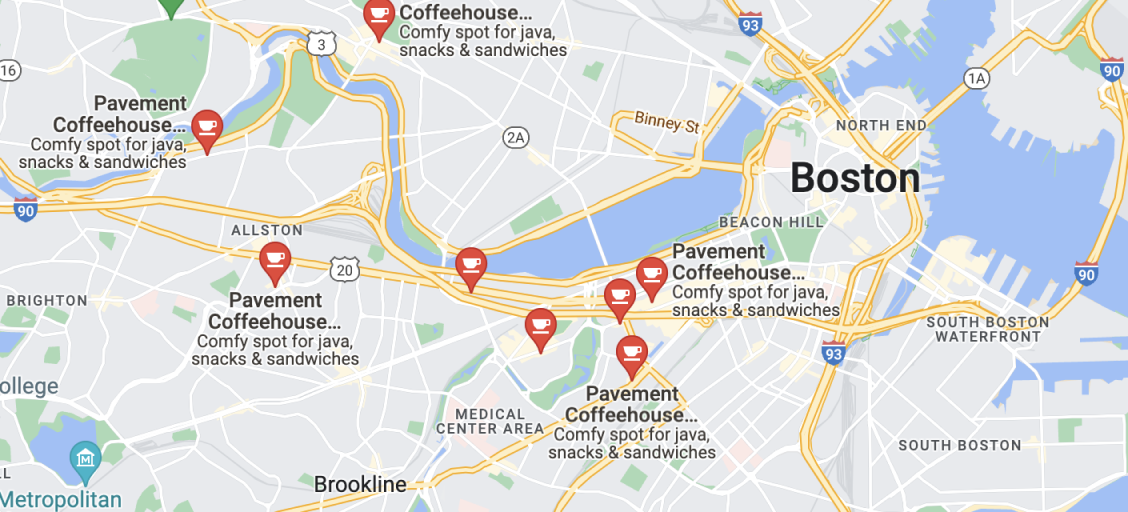 Coffeehouse...
Comfy spot for java,
snacks & sandwiches
93
3
16
90
1A
Pavement
Coffeehouse...
Comfy spot for java,
snacks & sandwiches
Binney St
2A
NORTH END
Boston
90
ALLSTON
BEACON HILL
20
Pavement
Coffeehouse...
Comfy spot for java,
snacks & sandwiches
90
BRIGHTON
Pavement
Coffeehouse...
Comfy spot for java,
snacks & sandwiches
SOUTH BOSTON
WATERFRONT
93
ollege
Pavement
Coffeehouse...
Comfy spot for java,
snacks & sandwiches
MEDICAL
CENTER AREA
SOUTH BOSTON
LL
Brookline
Metropolitan